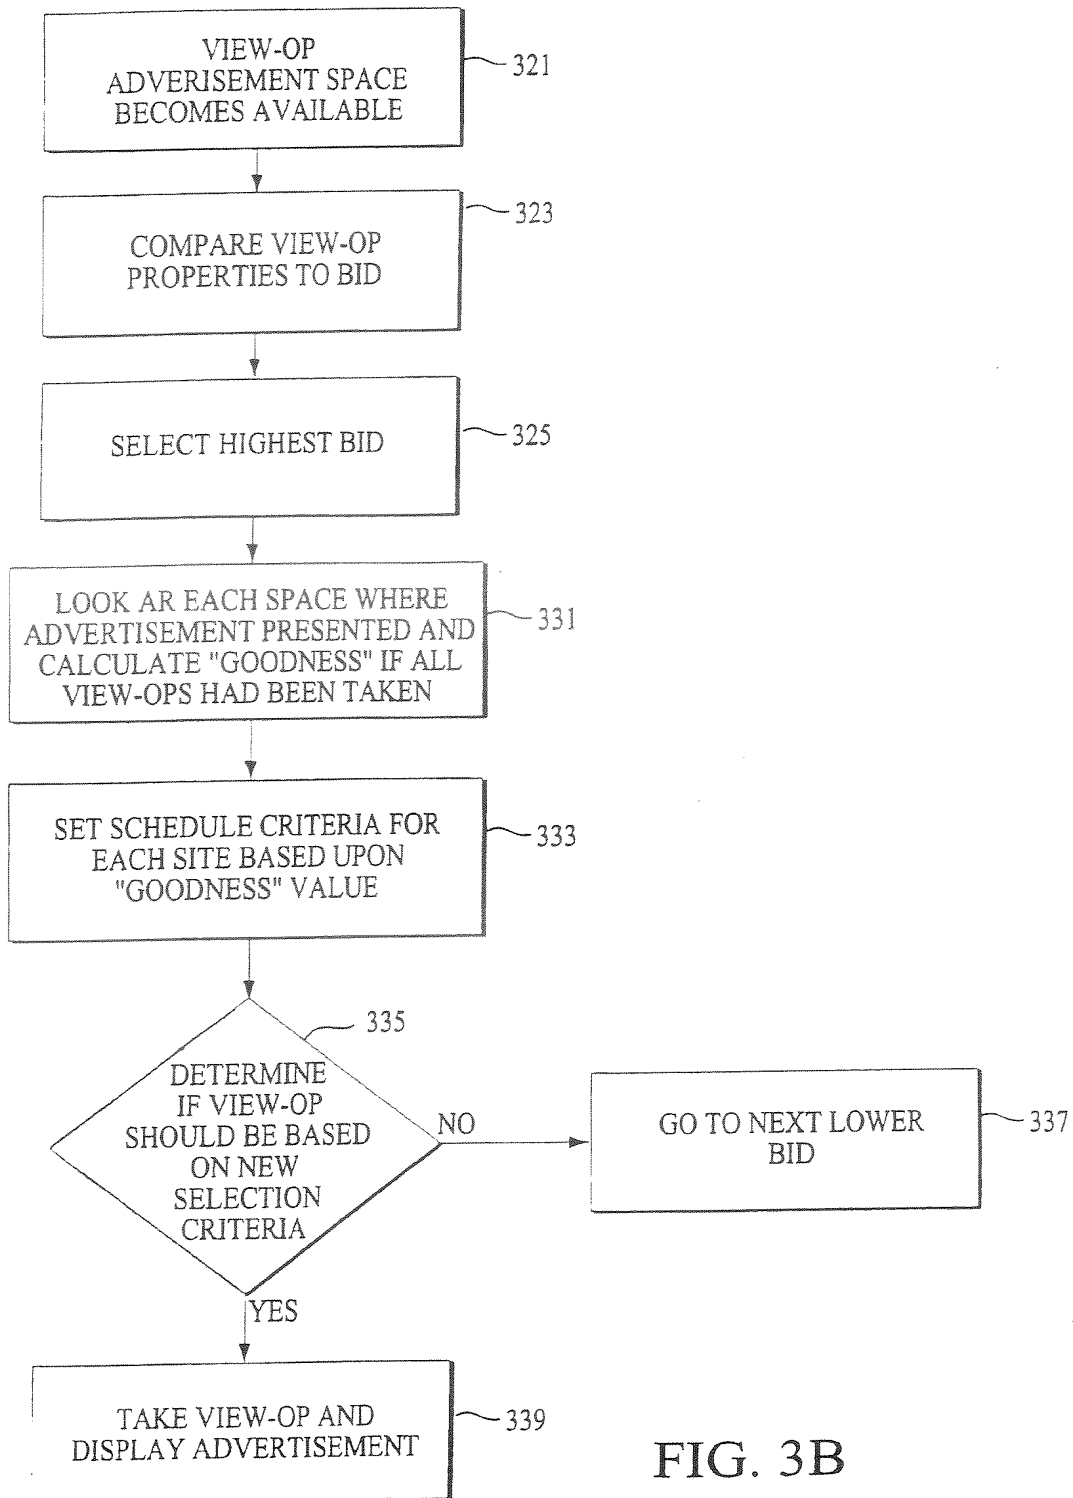 VIEW-OP
ADVERISEMENT SPACE
BECOMES AVAILABLE
321
COMPARE VIEW-OP
PROPERTIES TO BID
323
SELECT HIGHEST BID
325
LOOK AR EACH SPACE WHERE
ADVERTISEMENT PRESENTED AND
CALCULATE "GOODNESS" IF ALL
VIEW-OPS HAD BEEN TAKEN
331
SET SCHEDULE CRITERIA FOR
EACH SITE BASED UPON
"GOODNESS" VALUE
333
335
DETERMINE
IF VIEW-OP
SHOULD BE BASED
ON NEW
SELECTION
CRITERIA
NO
GO TO NEXT LOWER
BID
337
YES
TAKE VIEW-OP AND
DISPLAY ADVERTISEMENT
339
FIG. 3B